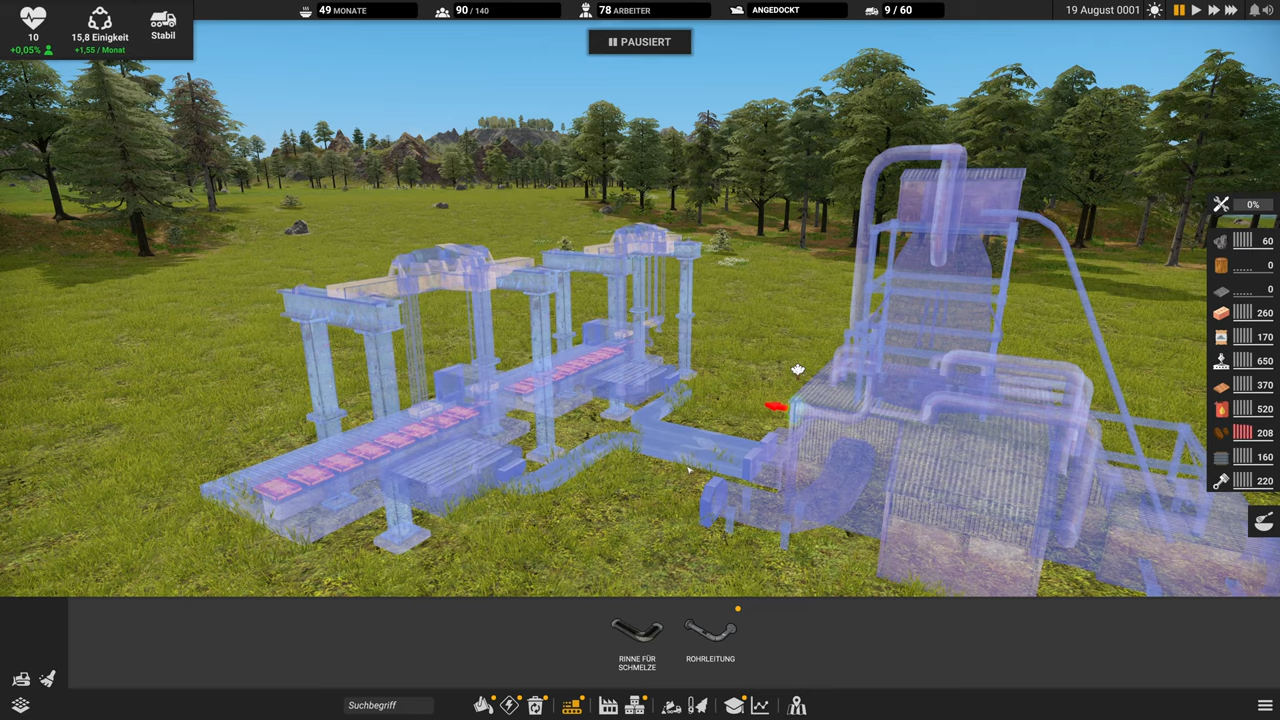 49 MONATE
90 / 140
78 ARBEITER
ANGEDOCKT
9 / 60
19 August 0001
10
+0,05%
15,8 Einigkeit
+1,55 / Monat
Stabil
PAUSIERT
0%
60
0
0
260
170
650
370
520
208
160
220
RINNE FÜR
SCHMELZE
ROHRLEITUNG
Suchbegriff